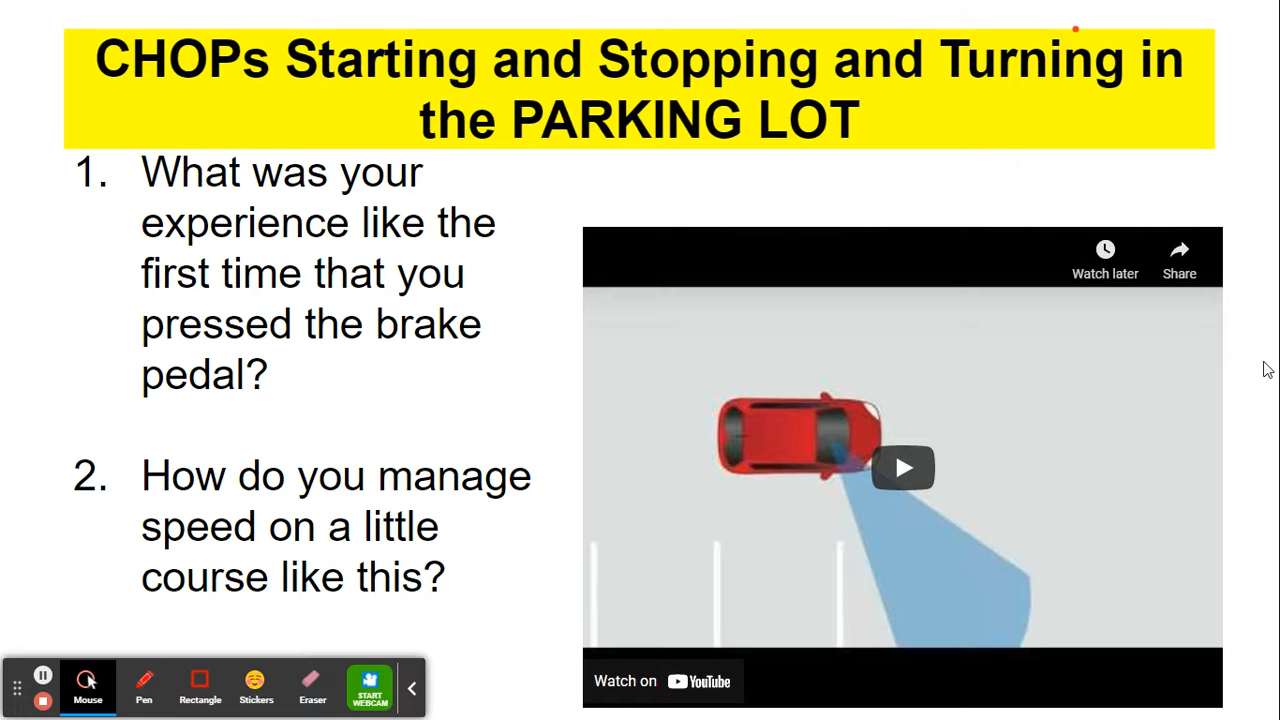 CHOPs Starting and Stopping and Turning in
the PARKING LOT
1. What was your
experience like the
first time that you
pressed the brake
pedal?
2. How do you manage
speed on a little
course like this?
Watch later
Share
Watch on YouTube
Mouse
Pen
Rectangle
Stickers
Eraser
START
WEBCAM